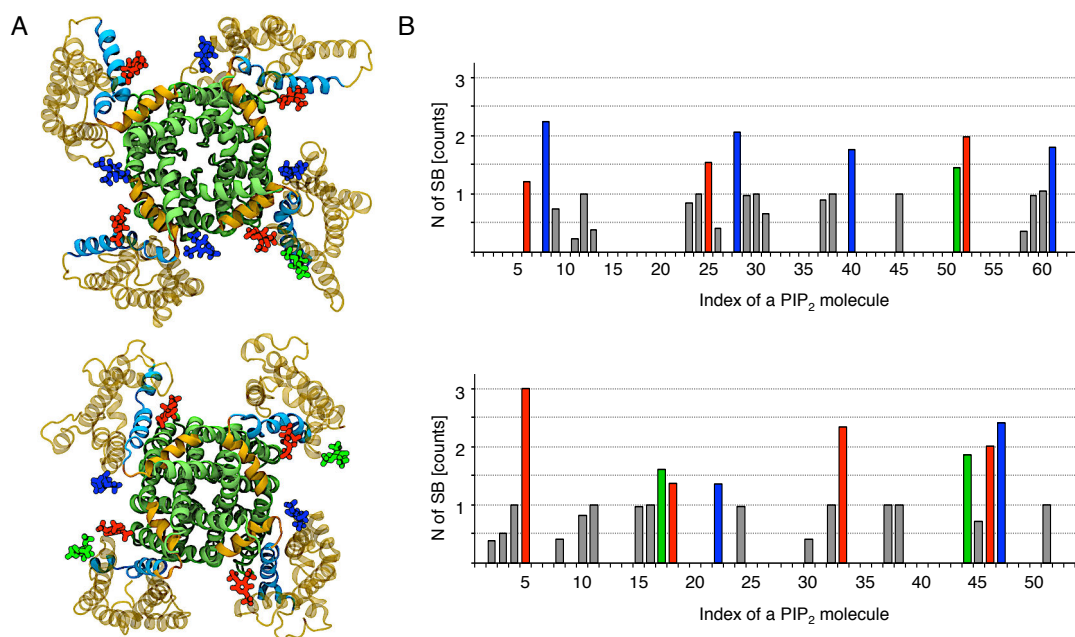 A
B
N of SB [counts]
3
2
1
5 10 15 20 25 30 35 40 45 50 55 60
Index of a PIP₂ molecule
N of SB [counts]
3
2
1
5 10 15 20 25 30 35 40 45 50
Index of a PIP₂ molecule